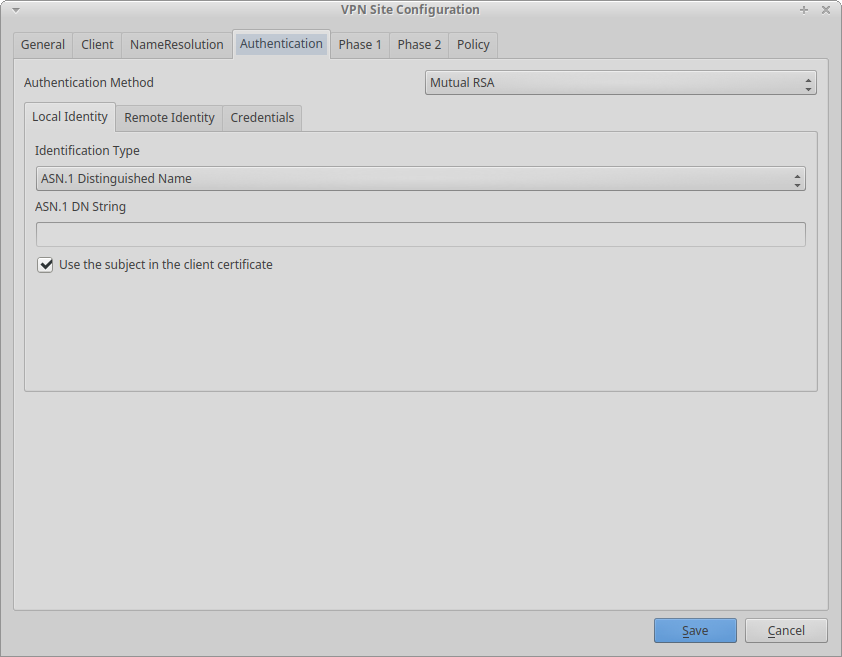 VPN Site Configuration
General Client NameResolution Authentication Phase 1 Phase 2 Policy
Authentication Method Mutual RSA
Local Identity Remote Identity Credentials
Identification Type
ASN.1 Distinguished Name
ASN.1 DN String
Use the subject in the client certificate
Save Cancel